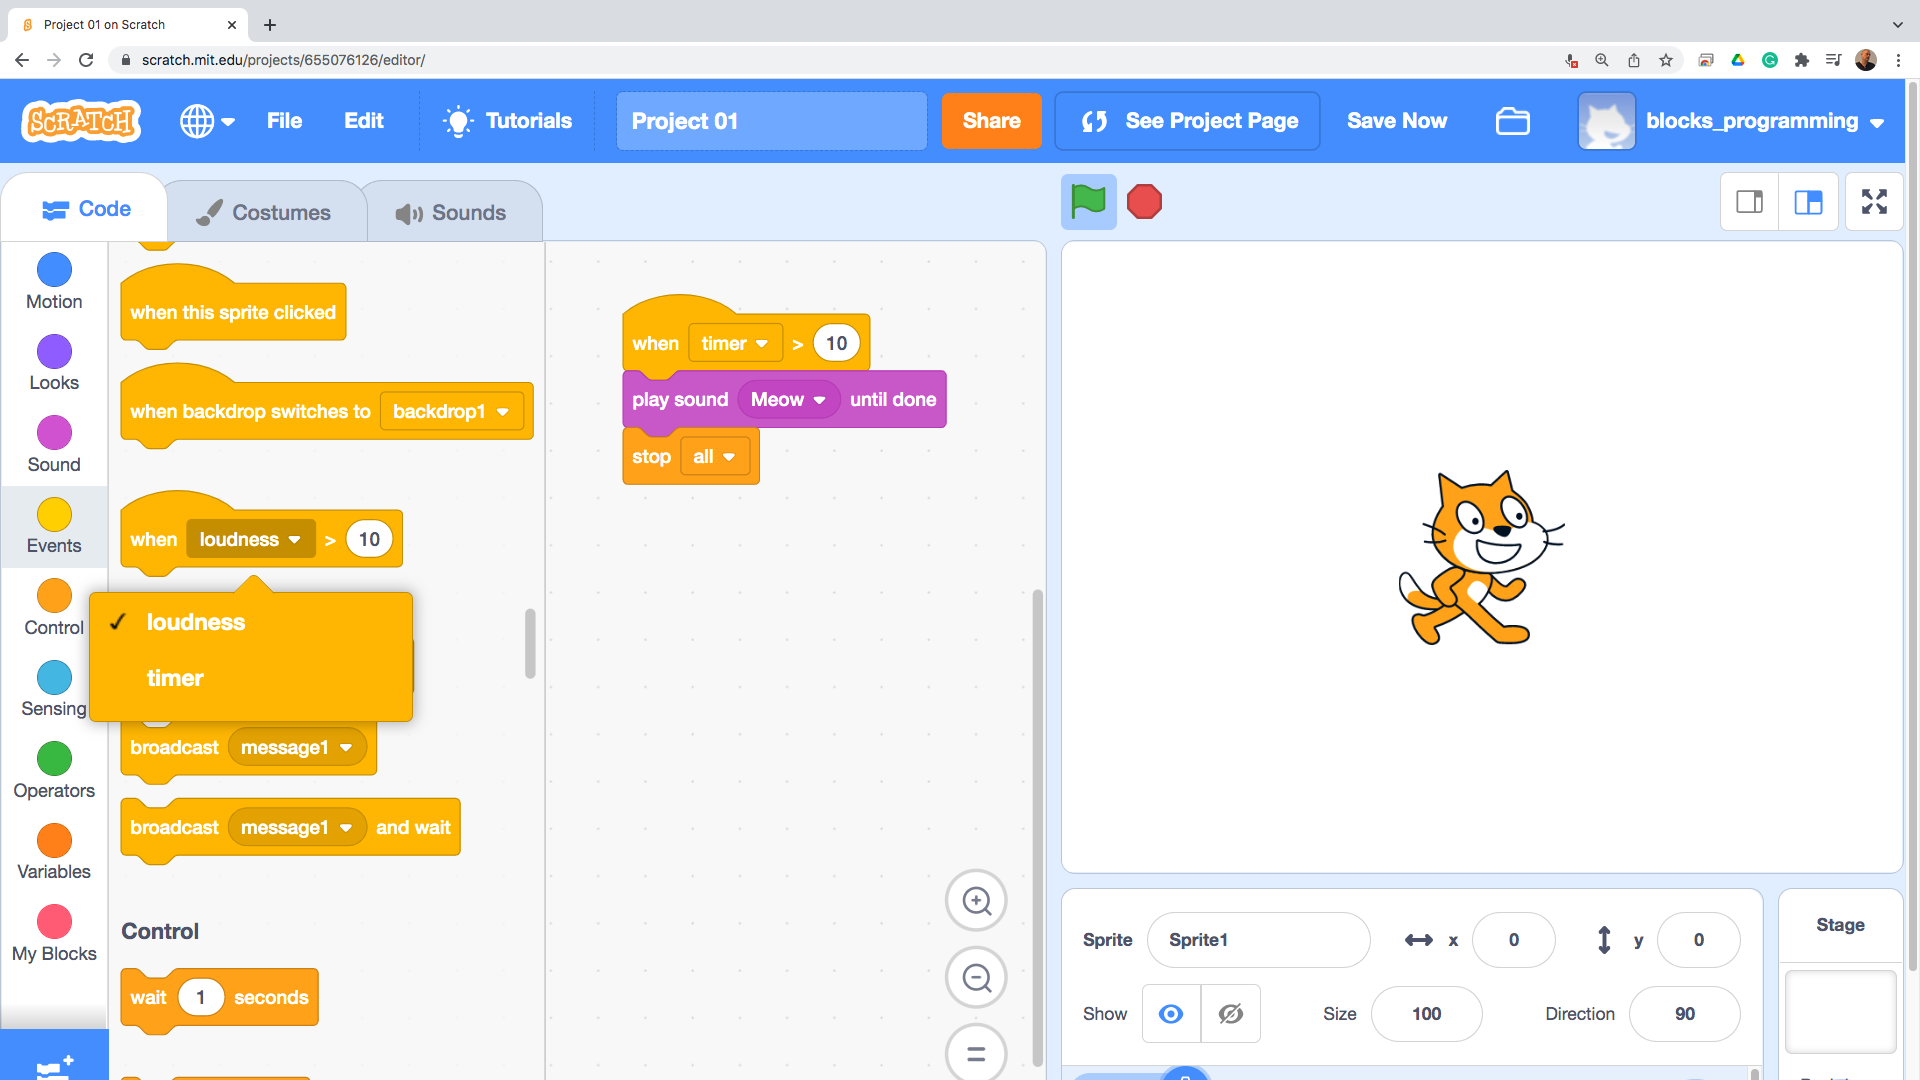 Project 01 on Scratch
scratch.mit.edu/projects/655076126/editor/
SCRATCH
File
Edit
Tutorials
Project 01
Share
See Project Page
Save Now
blocks_programming
Code
Costumes
Sounds
Motion
Looks
Sound
Events
Control
Sensing
Operators
Variables
My Blocks
when this sprite clicked
when backdrop switches to backdrop1
when loudness > 10
✓ loudness
timer
broadcast message1
broadcast message1 and wait
Control
wait 1 seconds
when timer > 10
play sound Meow until done
stop all
Sprite Sprite1 x 0 y 0
Show Size 100 Direction 90
Stage